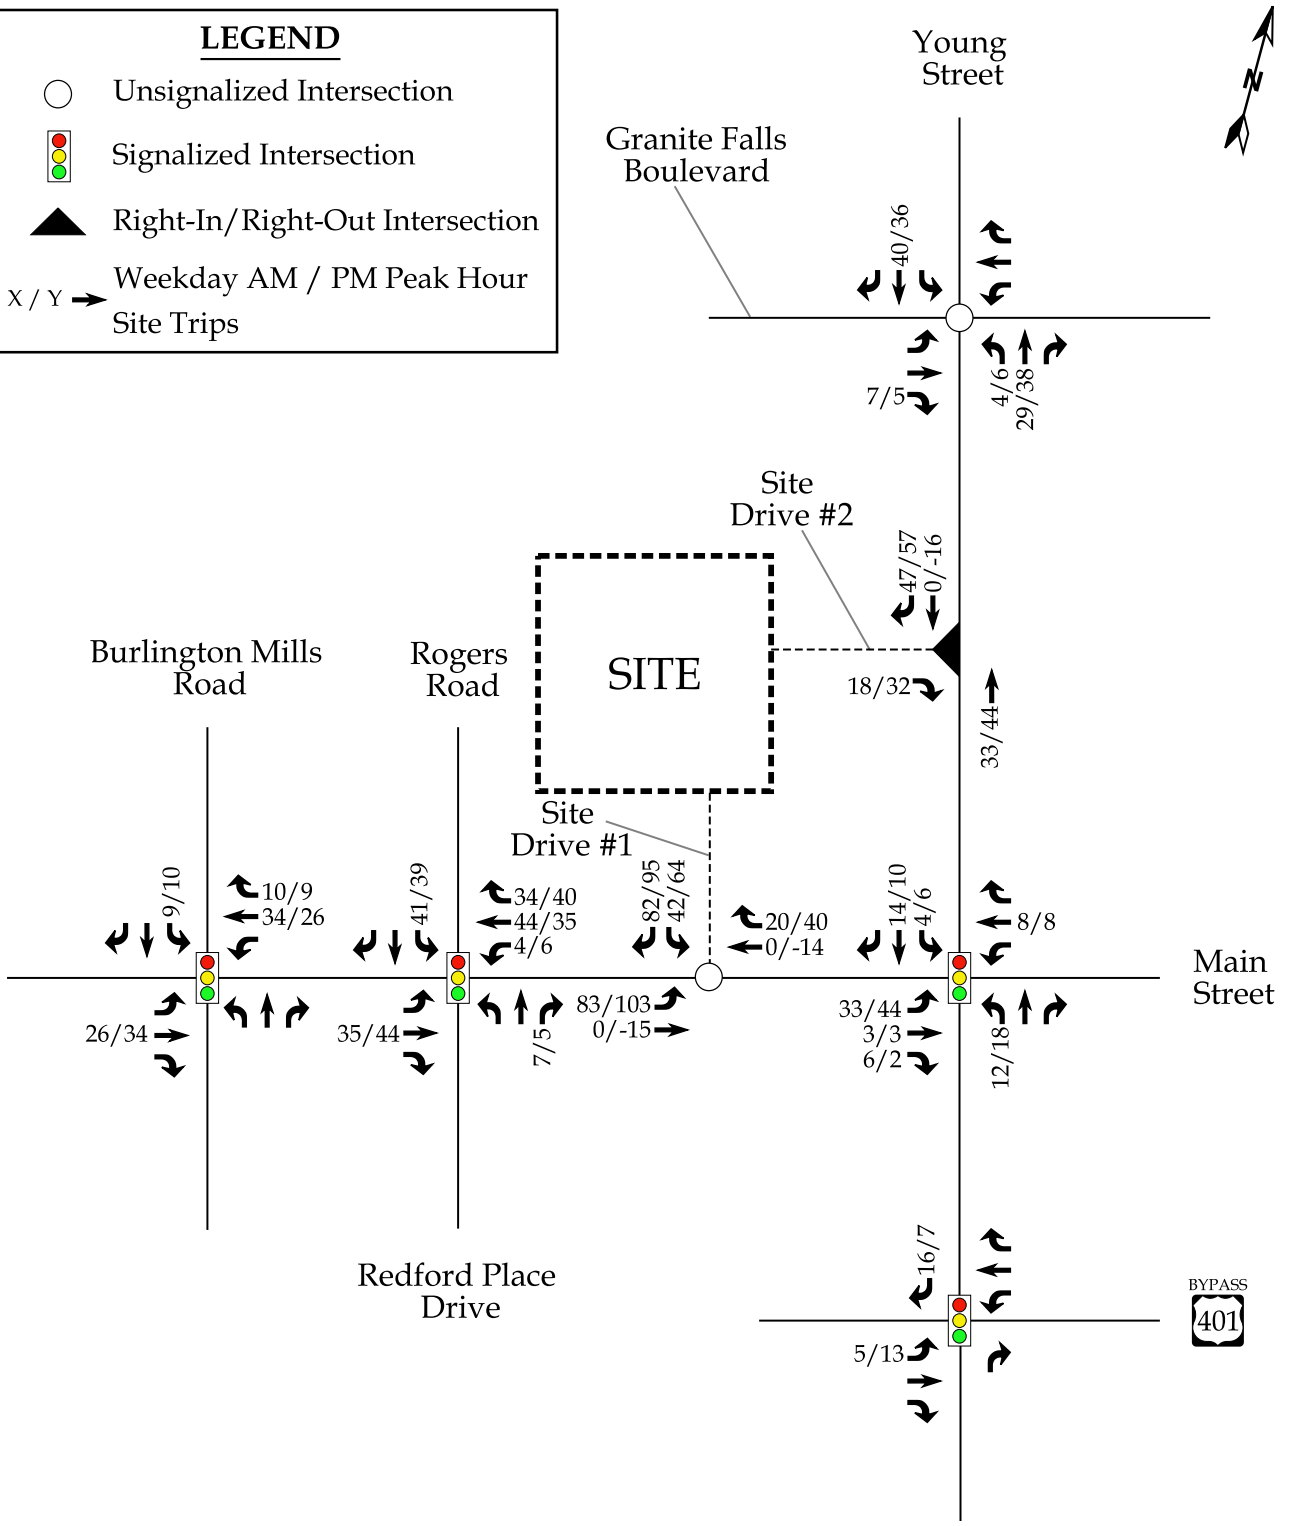 LEGEND
Unsignalized Intersection
Signalized Intersection
Right-In/Right-Out Intersection
X / Y
Weekday AM / PM Peak Hour
Site Trips
N
Young
Street
Granite Falls
Boulevard
40/36
7/5
4/6
29/38
Site
Drive #2
47/57
0/-16
18/32
33/44
SITE
Burlington Mills
Road
Rogers
Road
Site
Drive #1
9/10
10/9
34/26
26/34
41/39
34/40
44/35
4/6
35/44
7/5
82/95
42/64
20/40
0/-14
83/103
0/-15
14/10
4/6
8/8
33/44
3/3
6/2
12/18
Main
Street
Redford Place
Drive
16/7
5/13
BYPASS
401